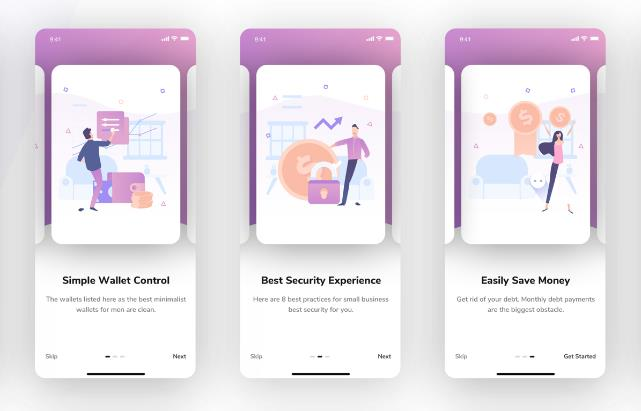 9:41
Simple Wallet Control
The wallets listed here as the best minimalist
wallets for men are clean.
Skip
Next
9:41
Best Security Experience
Here are 8 best practices for small business
best security for you.
Skip
Next
9:41
Easily Save Money
Get rid of your debt. Monthly debt payments
are the biggest obstacle.
Skip
Get Started